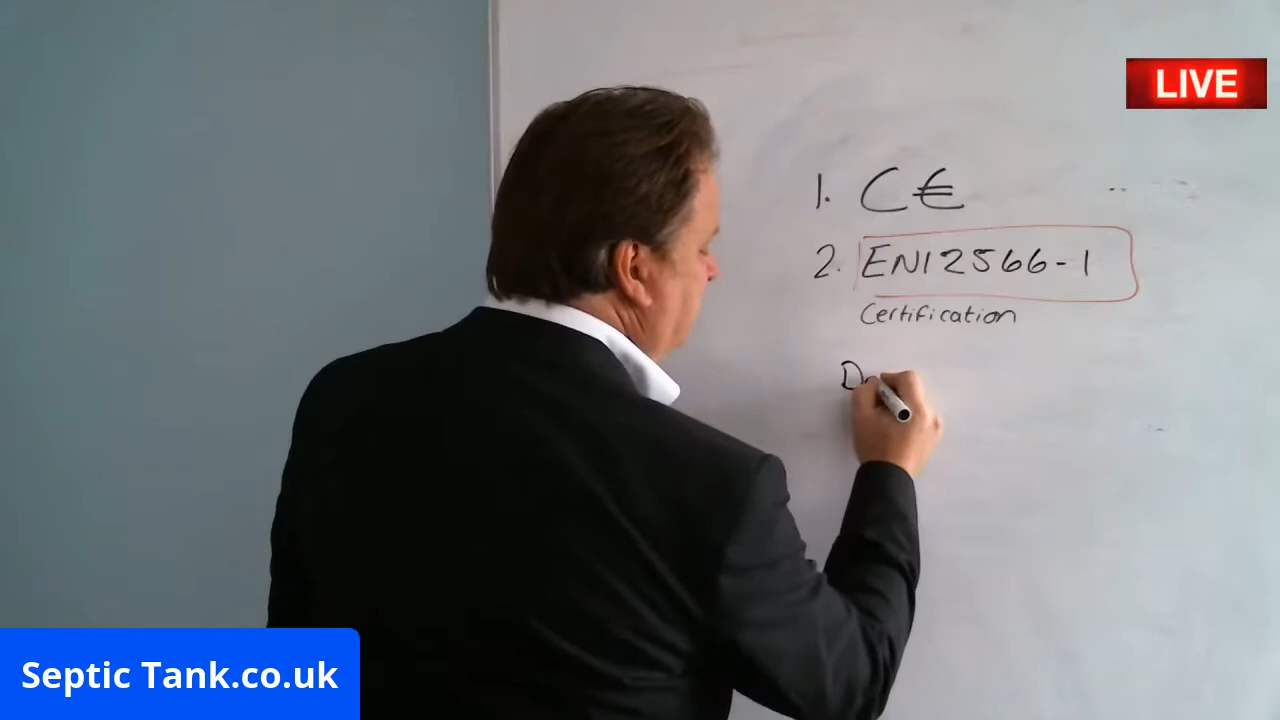 LIVE
1. C€
2. EN12566-1
Certification
Septic Tank.co.uk